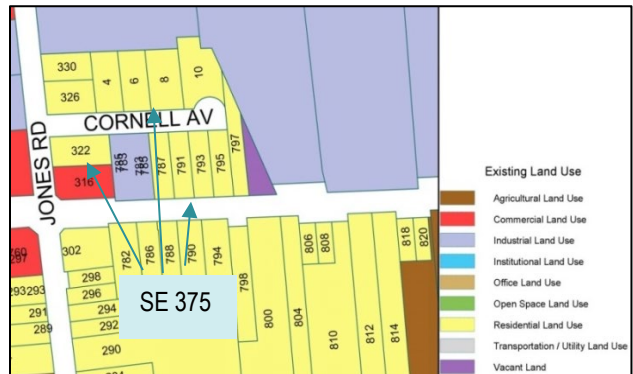 330
4
6
8
10
326
CORNELL AV
797
322
787
791
793
795
316
JONES RD
302
782
786
788
790
794
806
808
818
820
298
798
296
800
804
810
812
814
293
293
291
294
289
292
290
SE 375
Existing Land Use
Agricultural Land Use
Commercial Land Use
Industrial Land Use
Institutional Land Use
Office Land Use
Open Space Land Use
Residential Land Use
Transportation / Utility Land Use
Vacant Land